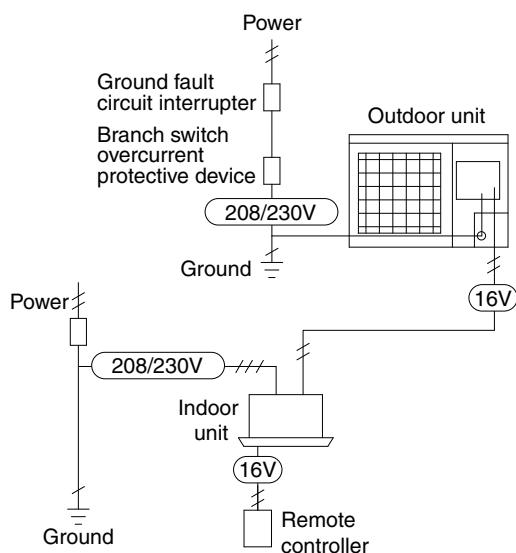 Power
Ground fault
circuit interrupter
Branch switch
overcurrent
protective device
208/230V
Ground
Outdoor unit
16V
Power
208/230V
Indoor
unit
16V
Ground
Remote
controller